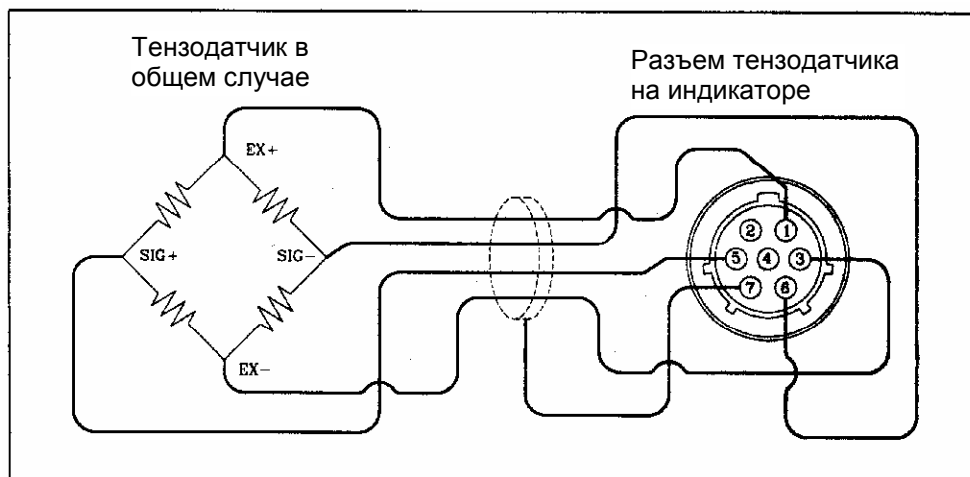 Тензодатчик в
общем случае
Разъем тензодатчика
на индикаторе
EX+
SIG+
SIG-
EX-
2
1
5
4
3
7
6